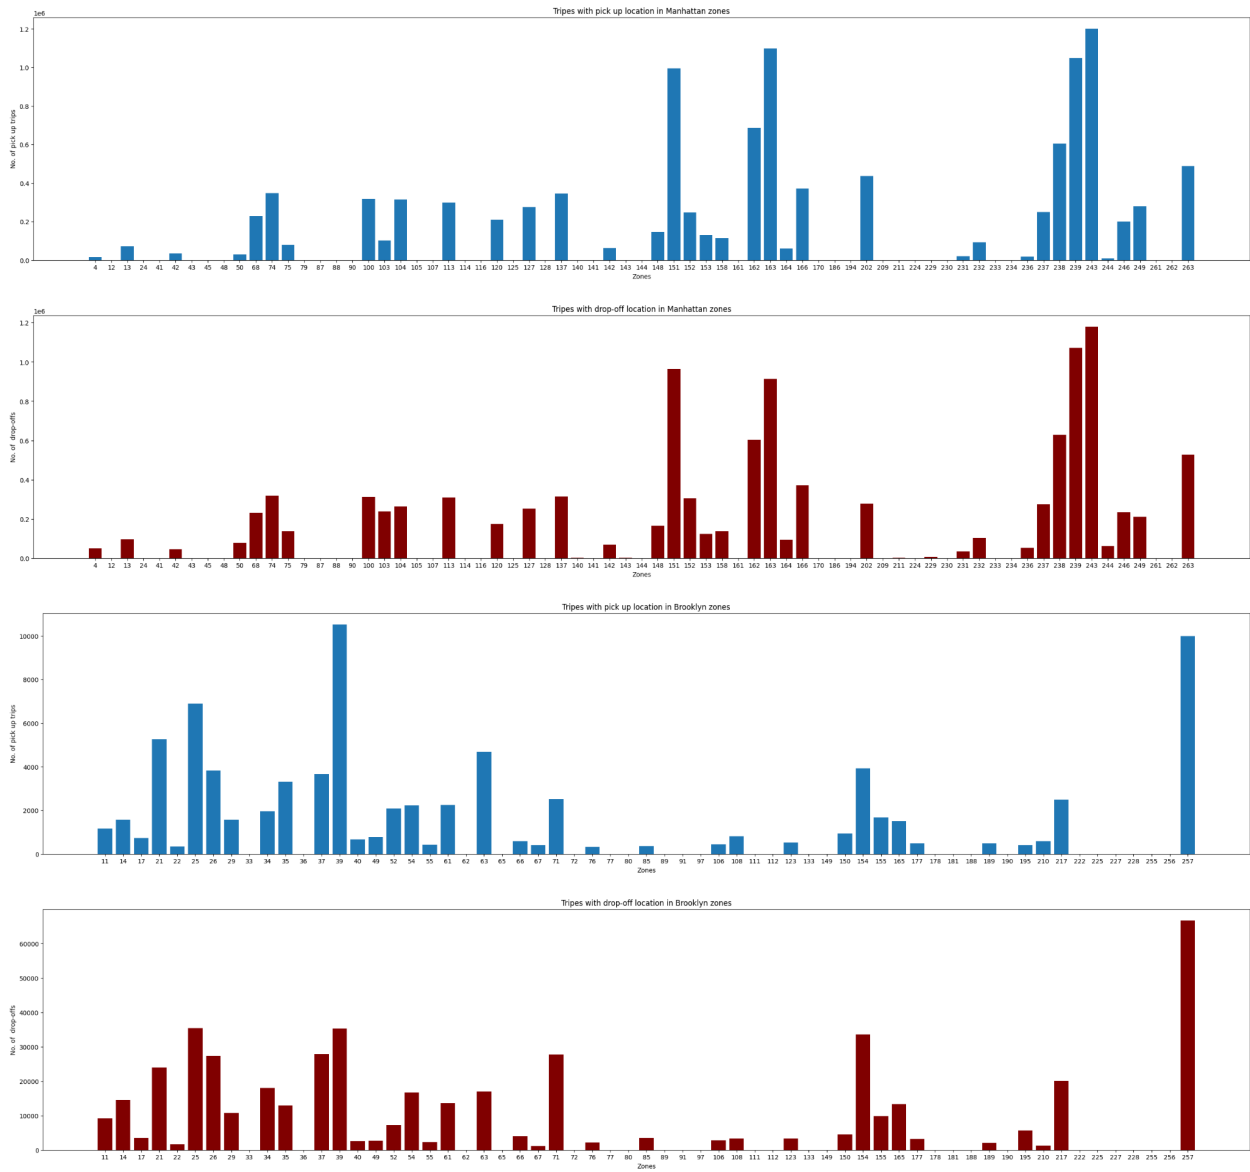 Tripes with pick up location in Manhattan zones
1e6
1.2
1.0
0.8
0.6
0.4
0.2
0.0
No. of pick up trips
4 12 13 24 41 42 43 45 48 50 68 74 75 79 87 88 90 100 103 104 105 107 113 114 116 120 125 127 128 137 140 141 142 143 144 148 151 152 153 158 161 162 163 164 166 170 186 194 202 209 211 224 229 230 231 232 233 234 236 237 238 239 243 244 246 249 261 262 263
Zones
Tripes with drop-off location in Manhattan zones
1e6
1.2
1.0
0.8
0.6
0.4
0.2
0.0
No. of  drop-offs
4 12 13 24 41 42 43 45 48 50 68 74 75 79 87 88 90 100 103 104 105 107 113 114 116 120 125 127 128 137 140 141 142 143 144 148 151 152 153 158 161 162 163 164 166 170 186 194 202 209 211 224 229 230 231 232 233 234 236 237 238 239 243 244 246 249 261 262 263
Zones
Tripes with pick up location in Brooklyn zones
10000
8000
6000
4000
2000
0
No. of pick up trips
11 14 17 21 22 25 26 29 33 34 35 36 37 39 40 49 52 54 55 61 62 63 65 66 67 71 72 76 77 80 85 89 91 97 106 108 111 112 123 133 149 150 154 155 165 177 178 181 188 189 190 195 210 217 222 225 227 228 255 256 257
Zones
Tripes with drop-off location in Brooklyn zones
60000
50000
40000
30000
20000
10000
0
No. of  drop-offs
11 14 17 21 22 25 26 29 33 34 35 36 37 39 40 49 52 54 55 61 62 63 65 66 67 71 72 76 77 80 85 89 91 97 106 108 111 112 123 133 149 150 154 155 165 177 178 181 188 189 190 195 210 217 222 225 227 228 255 256 257
Zones